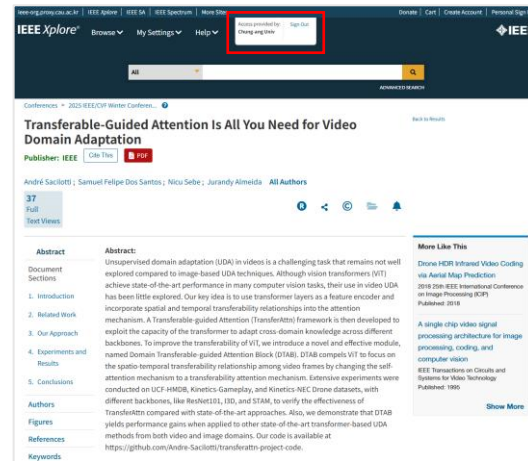 ieee-org.proxy.cau.ac.kr | IEEE Xplore | IEEE SA | IEEE Spectrum | More Sites
Donate | Cart | Create Account | Personal Sign
IEEE Xplore®
Browse
My Settings
Help
Access provided by:
Chung-ang Univ
Sign Out
IEEE
All
ADVANCED SEARCH
Conferences > 2025 IEEE/CVF Winter Conferen...
Back to Results
Transferable-Guided Attention Is All You Need for Video
Domain Adaptation
Publisher: IEEE
Cite This
PDF
André Sacilotti ; Samuel Felipe Dos Santos ; Nicu Sebe ; Jurandy Almeida All Authors
37
Full
Text Views
Abstract
Document
Sections
1. Introduction
2. Related Work
3. Our Approach
4. Experiments and
Results
5. Conclusions
Authors
Figures
References
Keywords
Abstract:
Unsupervised domain adaptation (UDA) in videos is a challenging task that remains not well
explored compared to image-based UDA techniques. Although vision transformers (ViT)
achieve state-of-the-art performance in many computer vision tasks, their use in video UDA
has been little explored. Our key idea is to use transformer layers as a feature encoder and
incorporate spatial and temporal transferability relationships into the attention
mechanism. A Transferable-guided Attention (TransferAttn) framework is then developed to
exploit the capacity of the transformer to adapt cross-domain knowledge across different
backbones. To improve the transferability of ViT, we introduce a novel and effective module,
named Domain Transferable-guided Attention Block (DTAB). DTAB compels ViT to focus on
the spatio-temporal transferability relationship among video frames by changing the self-
attention mechanism to a transferability attention mechanism. Extensive experiments were
conducted on UCF-HMDB, Kinetics-Gameplay, and Kinetics-NEC Drone datasets, with
different backbones, like ResNet101, I3D, and STAM, to verify the effectiveness of
TransferAttn compared with state-of-the-art approaches. Also, we demonstrate that DTAB
yields performance gains when applied to other state-of-the-art transformer-based UDA
methods from both video and image domains. Our code is available at
https://github.com/Andre-Sacilotti/transferattn-project-code.
More Like This
Drone HDR Infrared Video Coding
via Aerial Map Prediction
2018 25th IEEE International Conference
on Image Processing (ICIP)
Published: 2018
A single chip video signal
processing architecture for image
processing, coding, and
computer vision
IEEE Transactions on Circuits and
Systems for Video Technology
Published: 1995
Show More